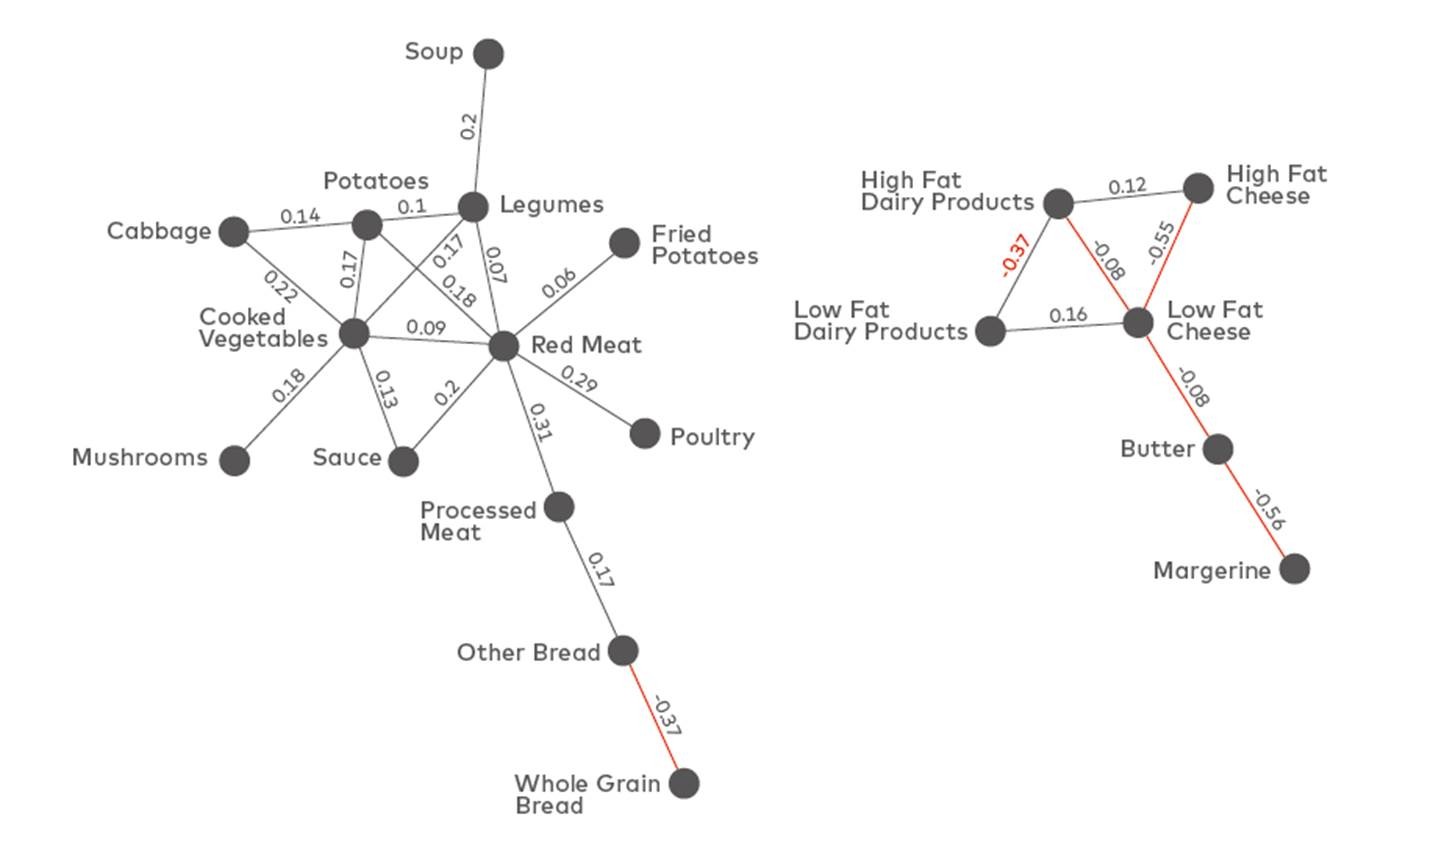 Soup
0.2
Potatoes
Legumes
Cabbage
0.14
0.1
0.17
0.17
0.07
0.18
Fried
Potatoes
0.06
0.22
Cooked
Vegetables
0.09
Red Meat
0.18
0.13
0.2
0.29
0.31
Mushrooms
Sauce
Poultry
Processed
Meat
0.17
Other Bread
-0.37
Whole Grain
Bread
High Fat
Dairy Products
0.12
High Fat
Cheese
-0.37
-0.08
-0.55
Low Fat
Dairy Products
0.16
Low Fat
Cheese
-0.08
Butter
-0.56
Margerine